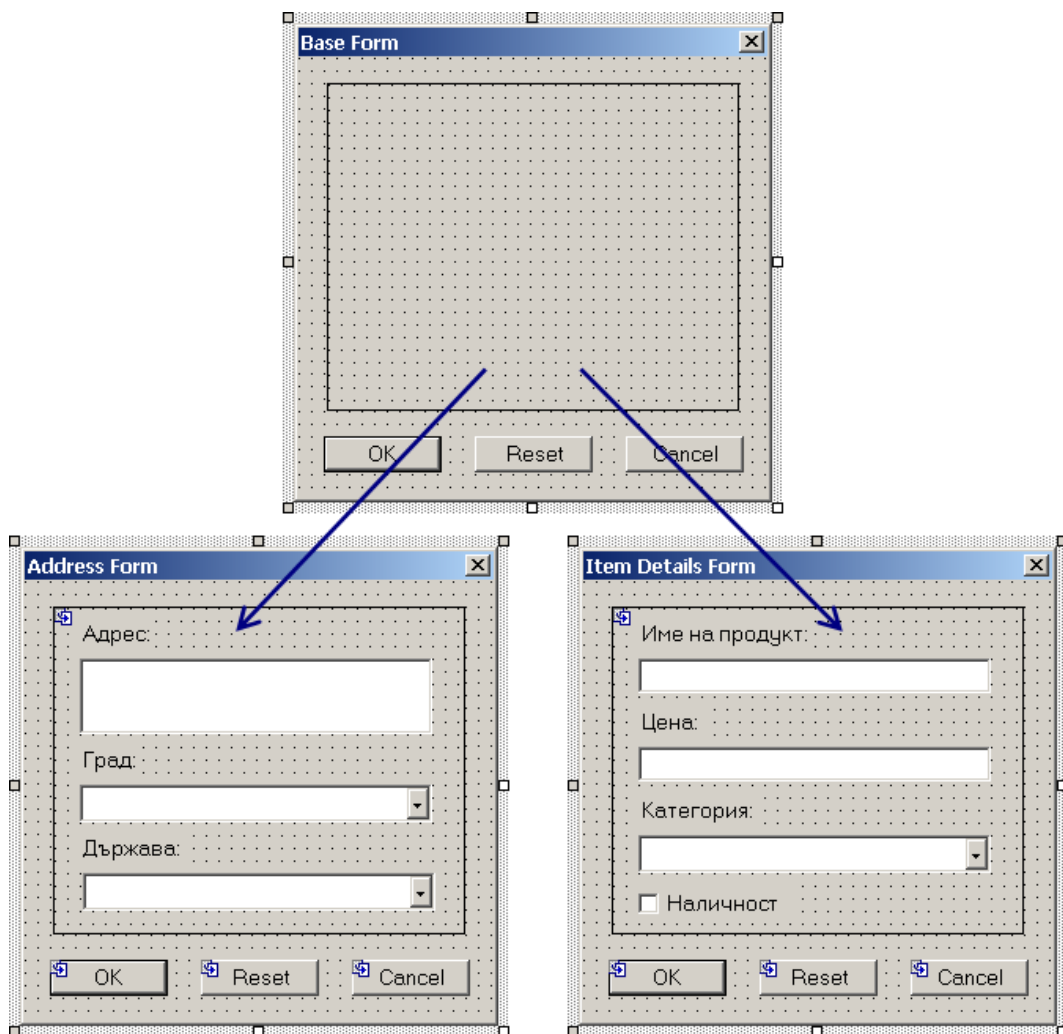 Base Form
OK Reset Cancel
Address Form
Адрес:
Град:
Държава:
OK Reset Cancel
Item Details Form
Име на продукт:
Цена:
Категория:
Наличност
OK Reset Cancel